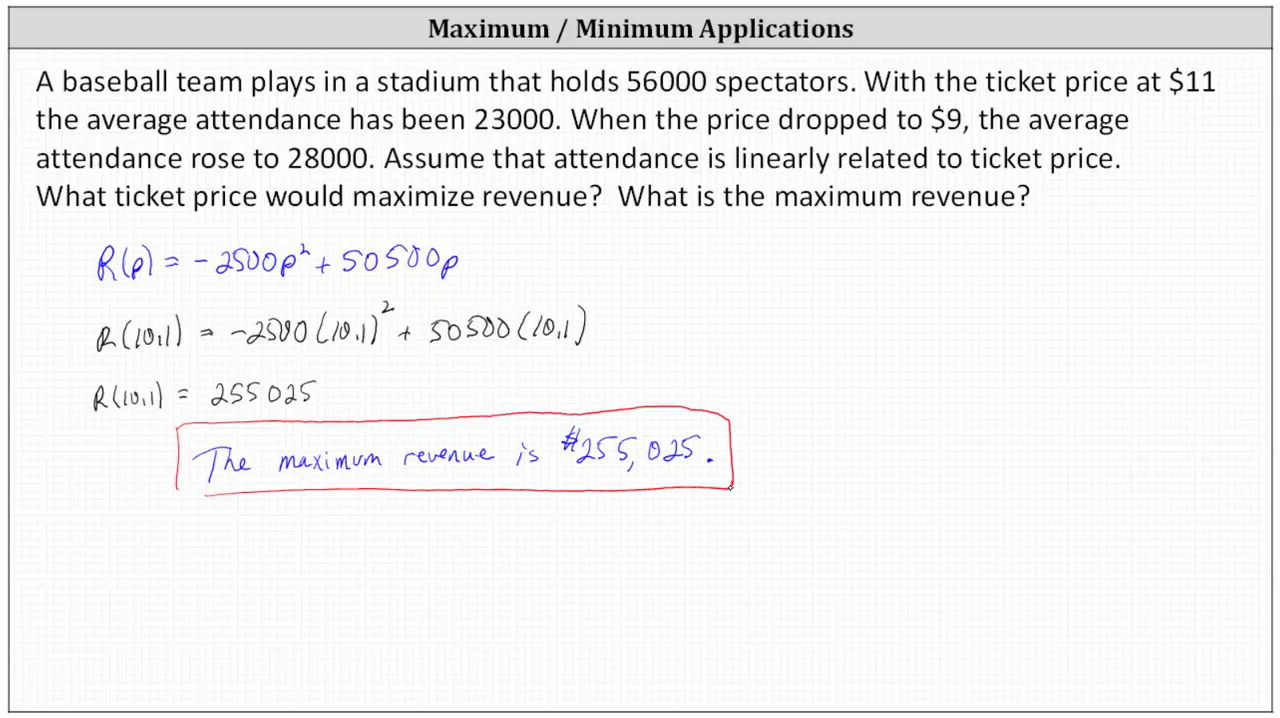 Maximum / Minimum Applications
A baseball team plays in a stadium that holds 56000 spectators. With the ticket price at $11
the average attendance has been 23000. When the price dropped to $9, the average
attendance rose to 28000. Assume that attendance is linearly related to ticket price.
What ticket price would maximize revenue? What is the maximum revenue?
R(p) = -2500p² + 50500p
R(10.1) = -2500(10.1)² + 50500(10.1)
R(10.1) = 255025
The maximum revenue is $255,025.